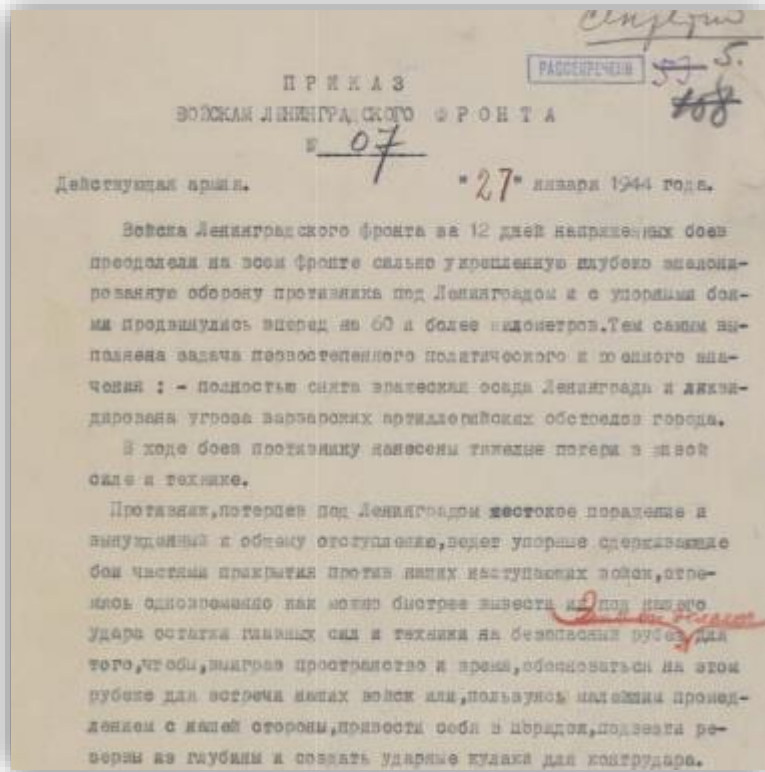 Секретно
РАССЕКРЕЧЕНО 53 5.
108
ПРИКАЗ
ВОЙСКАМ ЛЕНИНГРАДСКОГО ФРОНТА
№ 07
Действующая армия. "27" января 1944 года.
Войска Ленинградского фронта за 12 дней напряженных боев
преодолели на всем фронте сильно укрепленную глубоко эшелони-
рованную оборону противника под Ленинградом и с упорными боя-
ми продвинулись вперед на 60 и более километров.Тем самым вы-
полнена задача первостепенного политического и военного зна-
чения : - полностью снята вражеская осада Ленинграда и ликви-
дирована угроза варварских артиллерийских обстрелов города.
В ходе боев противнику нанесены тяжелые потери в живой
силе и технике.
Противник,потерпев под Ленинградом жестокое поражение и
вынужденный к общему отступлению,ведет упорные сдерживающие
бои частями прикрытия против наших наступающих войск,стре-
мясь одновременно как можно быстрее вывести из под нашего
удара остатки главных сил и техники на безопасный рубеж для
того,чтобы,выиграв пространство и время,обосноваться на этом
рубеже для встречи наших войск или,пользуясь малейшим промед-
лением с нашей стороны,привести себя в порядок,подвезти ре-
зервы из глубины и создать ударные кулаки для контрудара.